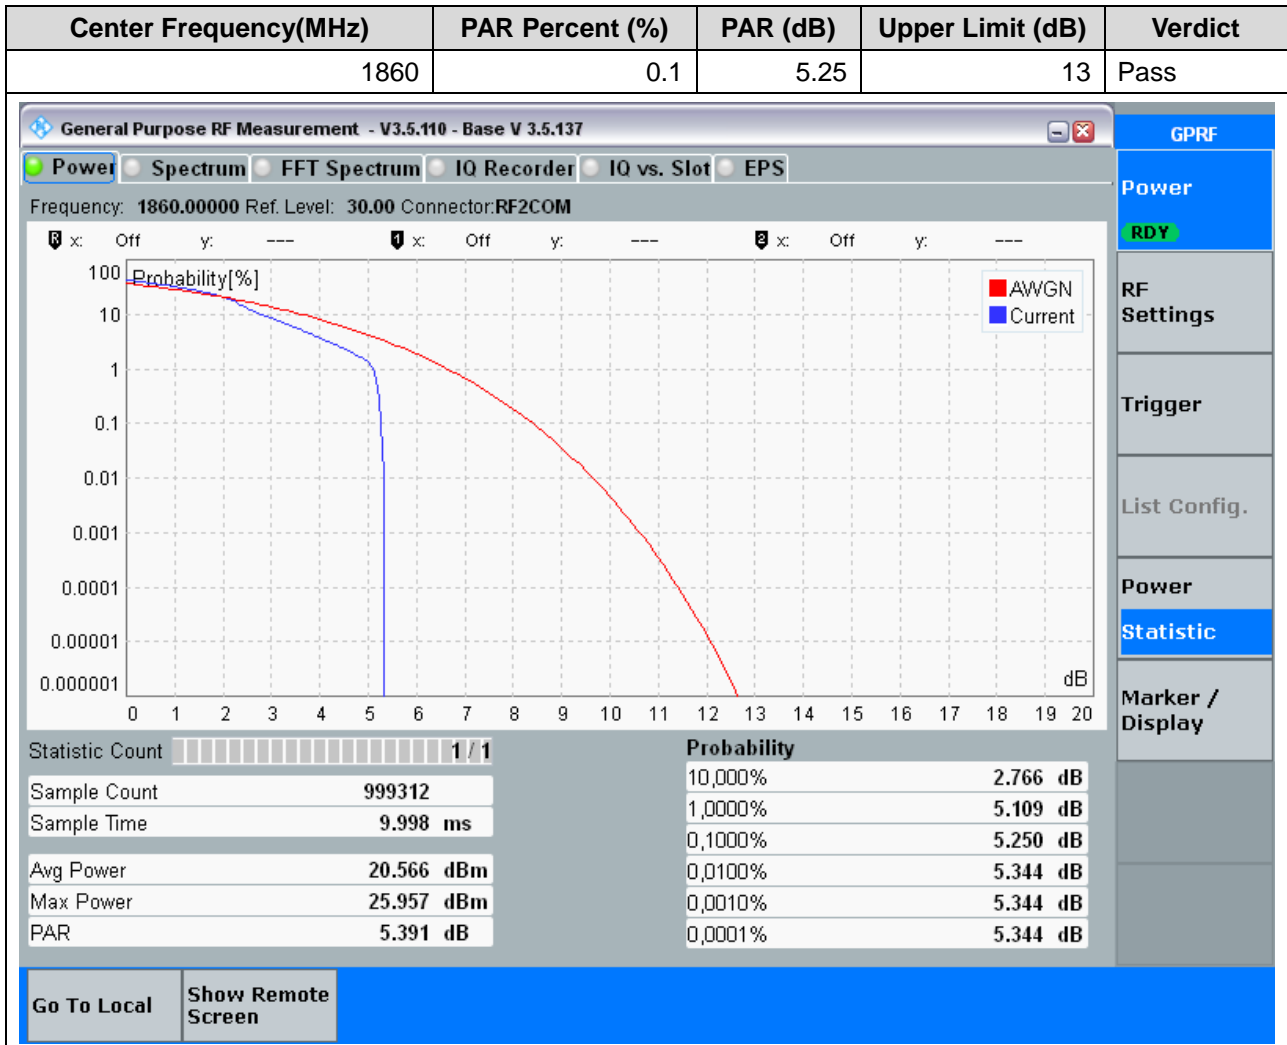 Center Frequency(MHz) PAR Percent (%) PAR (dB) Upper Limit (dB) Verdict
1860 0.1 5.25 13 Pass
General Purpose RF Measurement - V3.5.110 - Base V 3.5.137
GPRF
Power Spectrum FFT Spectrum IQ Recorder IQ vs. Slot EPS
Power
RDY
Frequency: 1860.00000 Ref. Level: 30.00 Connector:RF2COM
R x: Off y: --- 1 x: Off y: --- 2 x: Off y: ---
Probability[%]
AWGN
Current
100
10
1
0.1
0.01
0.001
0.0001
0.00001
0.000001
dB
0 1 2 3 4 5 6 7 8 9 10 11 12 13 14 15 16 17 18 19 20
RF
Settings
Trigger
List Config.
Power
Statistic
Marker /
Display
Statistic Count 1 / 1
Sample Count 999312
Sample Time 9.998 ms
Avg Power 20.566 dBm
Max Power 25.957 dBm
PAR 5.391 dB
Probability
10,000% 2.766 dB
1,0000% 5.109 dB
0,1000% 5.250 dB
0,0100% 5.344 dB
0,0010% 5.344 dB
0,0001% 5.344 dB
Go To Local
Show Remote
Screen